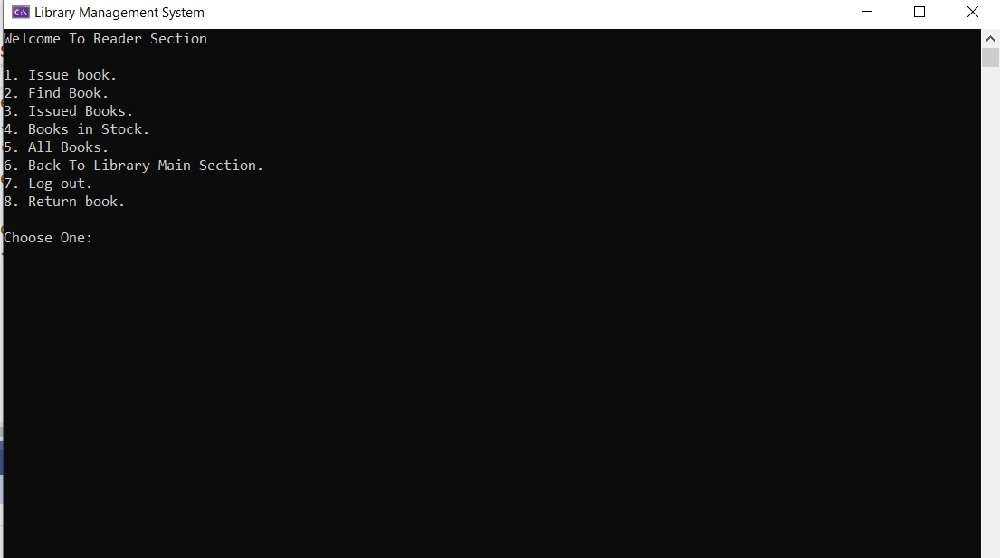 Library Management System
Welcome To Reader Section
1. Issue book.
2. Find Book.
3. Issued Books.
4. Books in Stock.
5. All Books.
6. Back To Library Main Section.
7. Log out.
8. Return book.
Choose One: